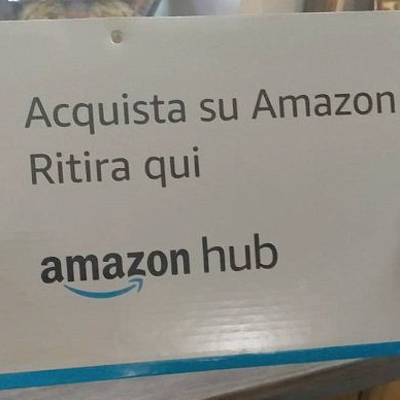 Acquista su Amazon
Ritira qui
amazon hub